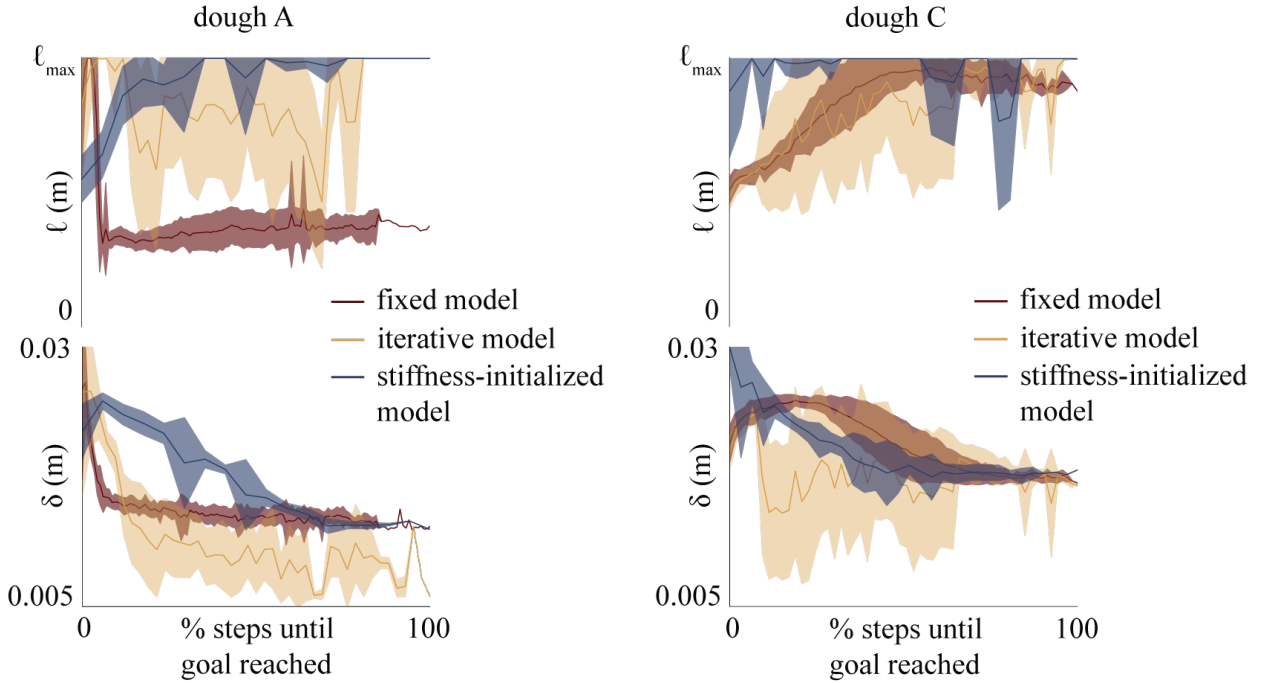 dough A
ℓmax
ℓ (m)
0
fixed model
iterative model
stiffness-initialized
model
0.03
δ (m)
0.005
0
% steps until
goal reached
100
dough C
ℓmax
ℓ (m)
0
fixed model
iterative model
stiffness-initialized
model
0.03
δ (m)
0.005
0
% steps until
goal reached
100